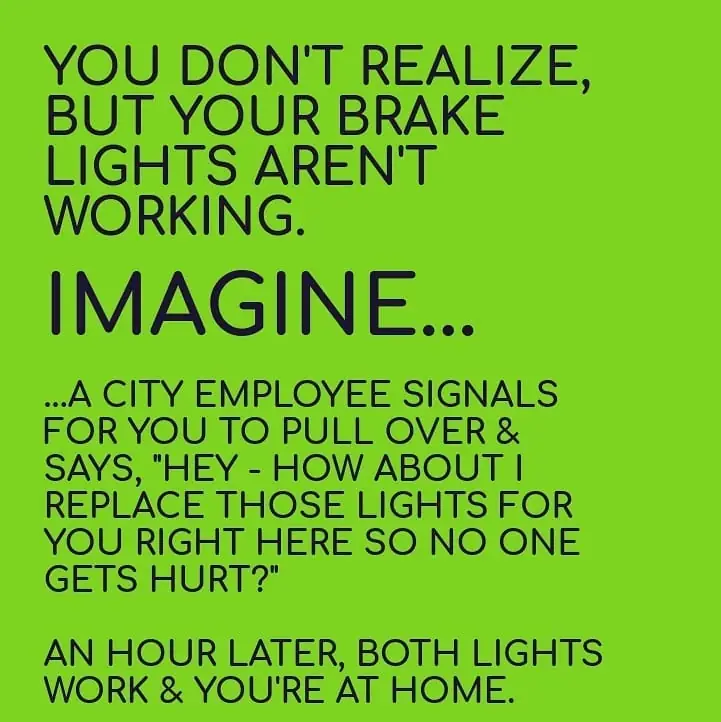 YOU DON'T REALIZE,
BUT YOUR BRAKE
LIGHTS AREN'T
WORKING.
IMAGINE...
...A CITY EMPLOYEE SIGNALS
FOR YOU TO PULL OVER &
SAYS, "HEY - HOW ABOUT I
REPLACE THOSE LIGHTS FOR
YOU RIGHT HERE SO NO ONE
GETS HURT?"
AN HOUR LATER, BOTH LIGHTS
WORK & YOU'RE AT HOME.